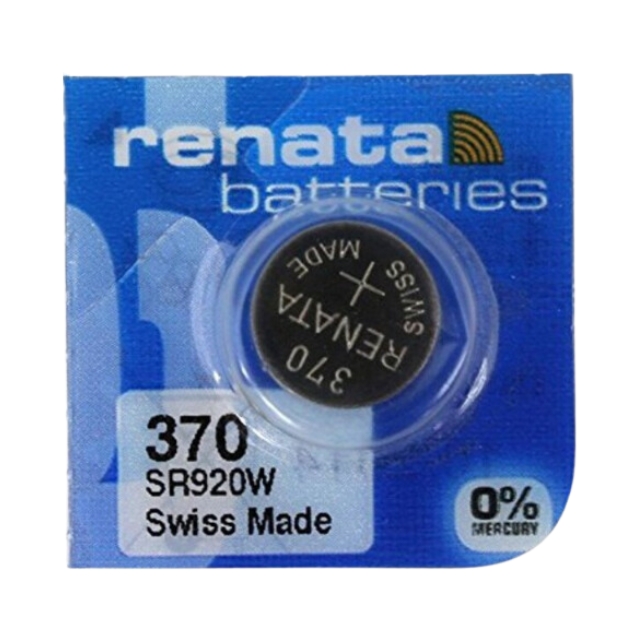 renata
batteries
MADE
SWISS
+
RENATA
370
370
SR920W
Swiss Made
0%
MERCURY